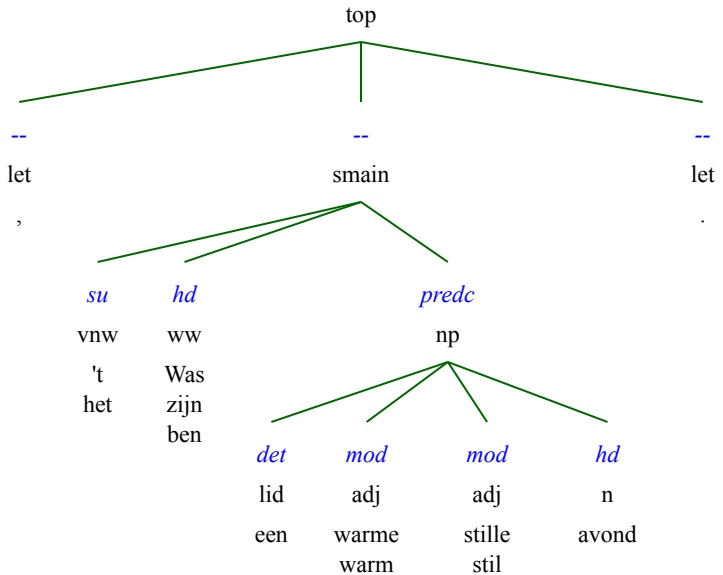 top
-- -- --
let smain let
, .
su hd predc
vnw ww np
't Was
het zijn
ben
det mod mod hd
lid adj adj n
een warme stille avond
warm stil